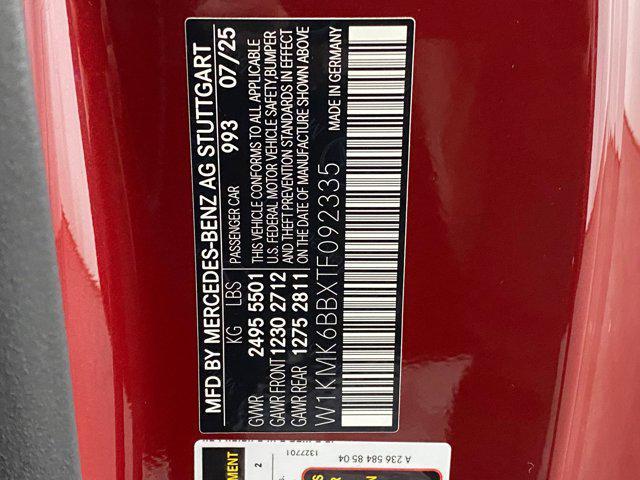 MFD BY MERCEDES-BENZ AG STUTTGART
KG LBS PASSENGER CAR 993 07/25
GVWR 2495 5501
GAWR FRONT 1230 2712
GAWR REAR 1275 2811
THIS VEHICLE CONFORMS TO ALL APPLICABLE
U.S. FEDERAL MOTOR VEHICLE SAFETY,BUMPER
AND THEFT PREVENTION STANDARDS IN EFFECT
ON THE DATE OF MANUFACTURE SHOWN ABOVE
W1KMK6BBXTF092335 MADE IN GERMANY
A 236 584 85 04
1327701
2